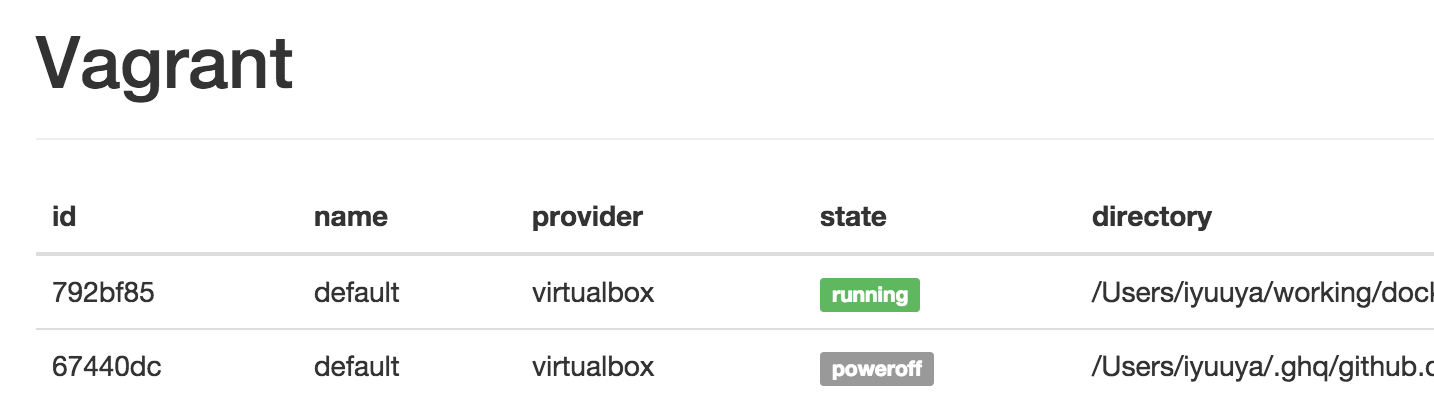 Vagrant
id name provider state directory
792bf85 default virtualbox running /Users/iyuuya/working/dock
67440dc default virtualbox poweroff /Users/iyuuya/.ghq/github.c